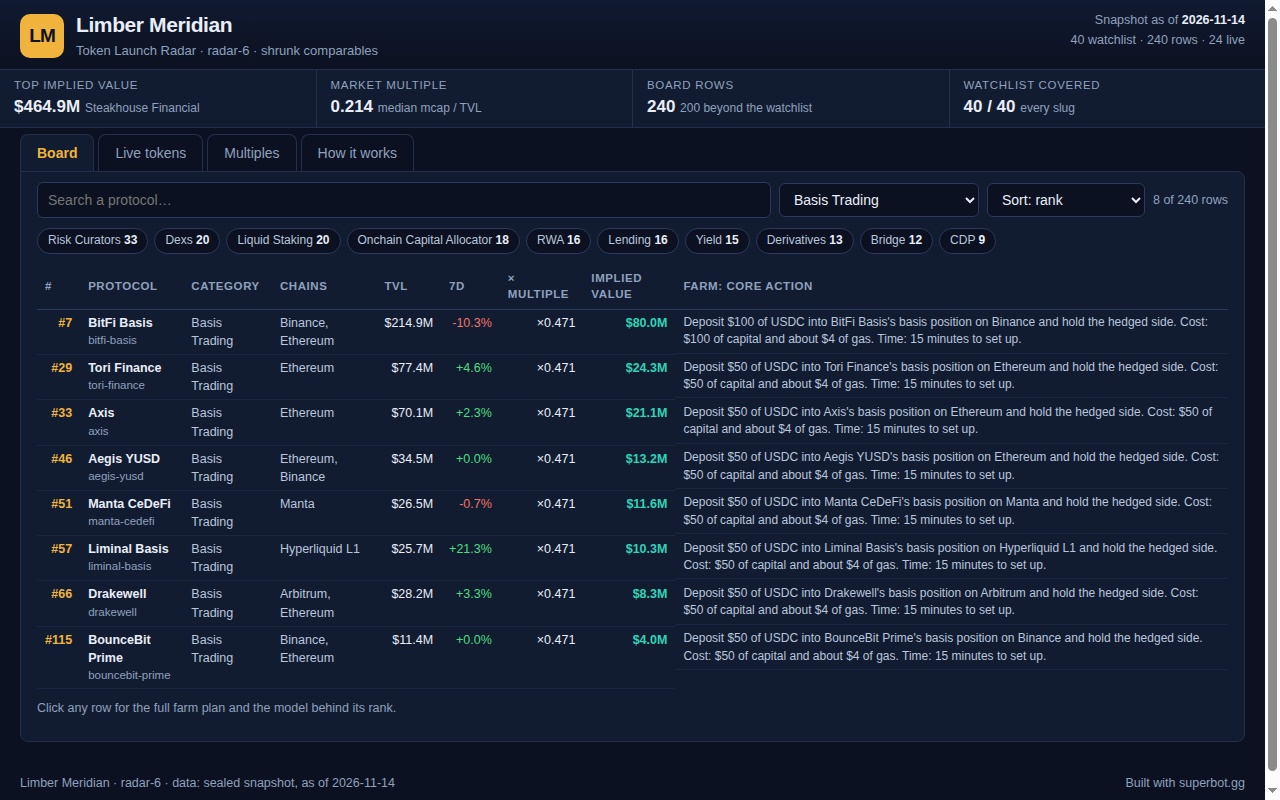 LM
Limber Meridian
Token Launch Radar · radar-6 · shrunk comparables
Snapshot as of 2026-11-14
40 watchlist · 240 rows · 24 live
TOP IMPLIED VALUE
$464.9M Steakhouse Financial
MARKET MULTIPLE
0.214 median mcap / TVL
BOARD ROWS
240 200 beyond the watchlist
WATCHLIST COVERED
40 / 40 every slug
Board Live tokens Multiples How it works
Search a protocol… Basis Trading Sort: rank 8 of 240 rows
Risk Curators 33 Dexs 20 Liquid Staking 20 Onchain Capital Allocator 18 RWA 16 Lending 16 Yield 15 Derivatives 13 Bridge 12 CDP 9
# PROTOCOL CATEGORY CHAINS TVL 7D × MULTIPLE IMPLIED VALUE FARM: CORE ACTION
#7 BitFi Basis Basis Binance, $214.9M -10.3% ×0.471 $80.0M Deposit $100 of USDC into BitFi Basis's basis position on Binance and hold the hedged side. Cost:
bitfi-basis Trading Ethereum $100 of capital and about $4 of gas. Time: 15 minutes to set up.
#29 Tori Finance Basis Ethereum $77.4M +4.6% ×0.471 $24.3M Deposit $50 of USDC into Tori Finance's basis position on Ethereum and hold the hedged side. Cost:
tori-finance Trading $50 of capital and about $4 of gas. Time: 15 minutes to set up.
#33 Axis Basis Ethereum $70.1M +2.3% ×0.471 $21.1M Deposit $50 of USDC into Axis's basis position on Ethereum and hold the hedged side. Cost: $50 of
axis Trading capital and about $4 of gas. Time: 15 minutes to set up.
#46 Aegis YUSD Basis Ethereum, $34.5M +0.0% ×0.471 $13.2M Deposit $50 of USDC into Aegis YUSD's basis position on Ethereum and hold the hedged side. Cost:
aegis-yusd Trading Binance $50 of capital and about $4 of gas. Time: 15 minutes to set up.
#51 Manta CeDeFi Basis Manta $26.5M -0.7% ×0.471 $11.6M Deposit $50 of USDC into Manta CeDeFi's basis position on Manta and hold the hedged side. Cost:
manta-cedefi Trading $50 of capital and about $4 of gas. Time: 15 minutes to set up.
#57 Liminal Basis Basis Hyperliquid L1 $25.7M +21.3% ×0.471 $10.3M Deposit $50 of USDC into Liminal Basis's basis position on Hyperliquid L1 and hold the hedged side.
liminal-basis Trading Cost: $50 of capital and about $4 of gas. Time: 15 minutes to set up.
#66 Drakewell Basis Arbitrum, $28.2M +3.3% ×0.471 $8.3M Deposit $50 of USDC into Drakewell's basis position on Arbitrum and hold the hedged side. Cost:
drakewell Trading Ethereum $50 of capital and about $4 of gas. Time: 15 minutes to set up.
#115 BounceBit Basis Binance, $11.4M +0.0% ×0.471 $4.0M Deposit $50 of USDC into BounceBit Prime's basis position on Binance and hold the hedged side.
Prime Trading Ethereum Cost: $50 of capital and about $4 of gas. Time: 15 minutes to set up.
bouncebit-prime
Click any row for the full farm plan and the model behind its rank.
Limber Meridian · radar-6 · data: sealed snapshot, as of 2026-11-14
Built with superbot.gg